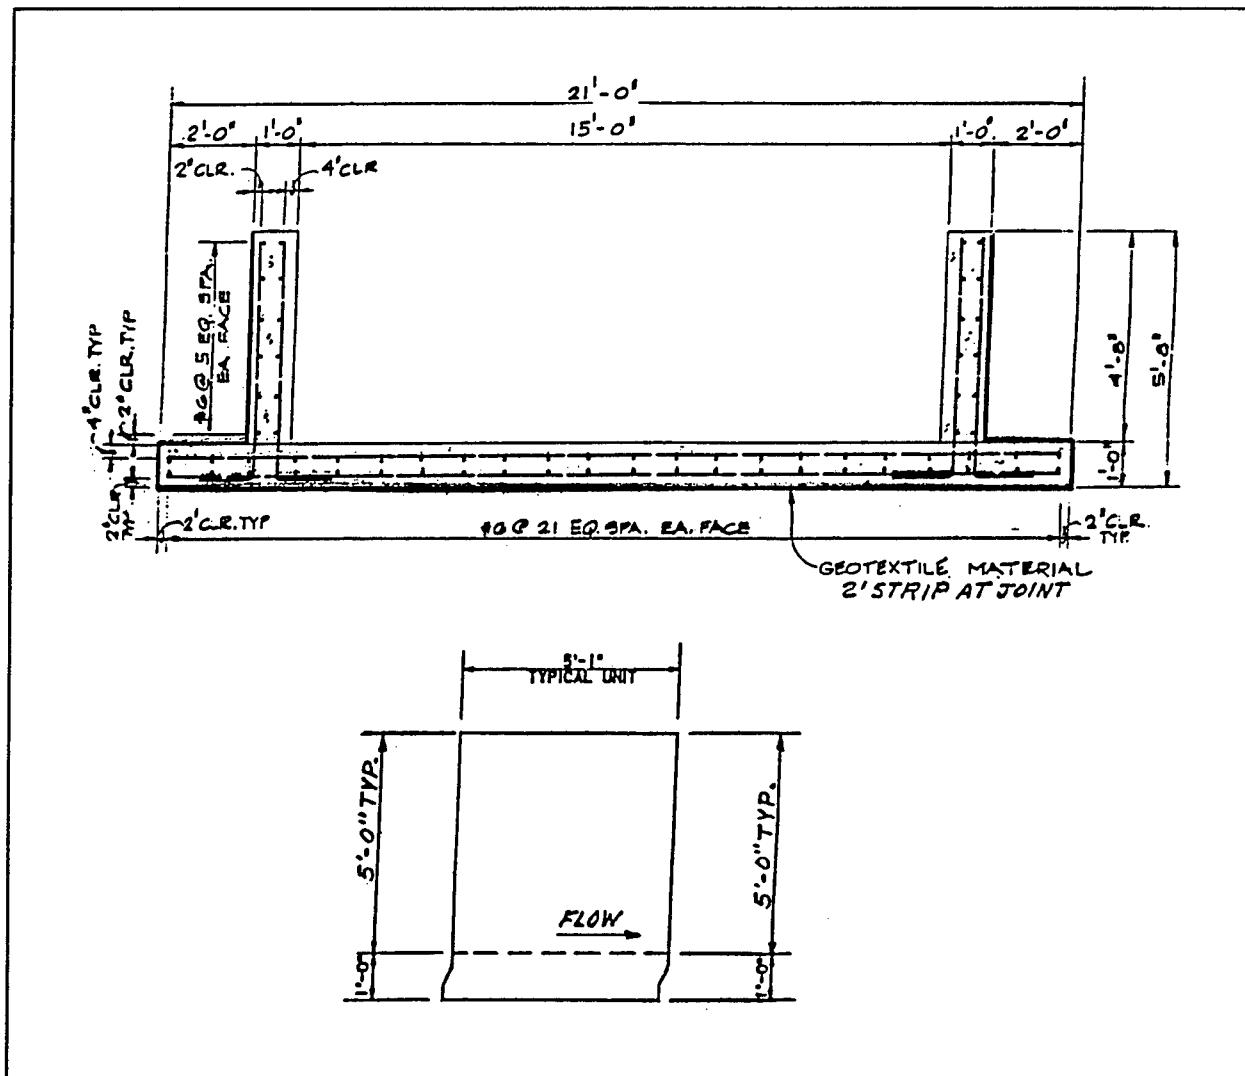 21'-0"
2'-0" 1'-0" 15'-0" 1'-0" 2'-0"
2" CLR. 4" CLR
#6 @ 5 EQ. SPA.
EA. FACE
4" CLR. TYP
2" CLR. TYP
4'-8"
5'-8"
1'-0"
2" CLR
TYP
2" CLR. TYP
#6 @ 21 EQ. SPA. EA. FACE
2" CLR.
TYP.
GEOTEXTILE MATERIAL
2' STRIP AT JOINT
5'-1"
TYPICAL UNIT
5'-0" TYP.
5'-0" TYP.
FLOW
1'-0"
1'-0"